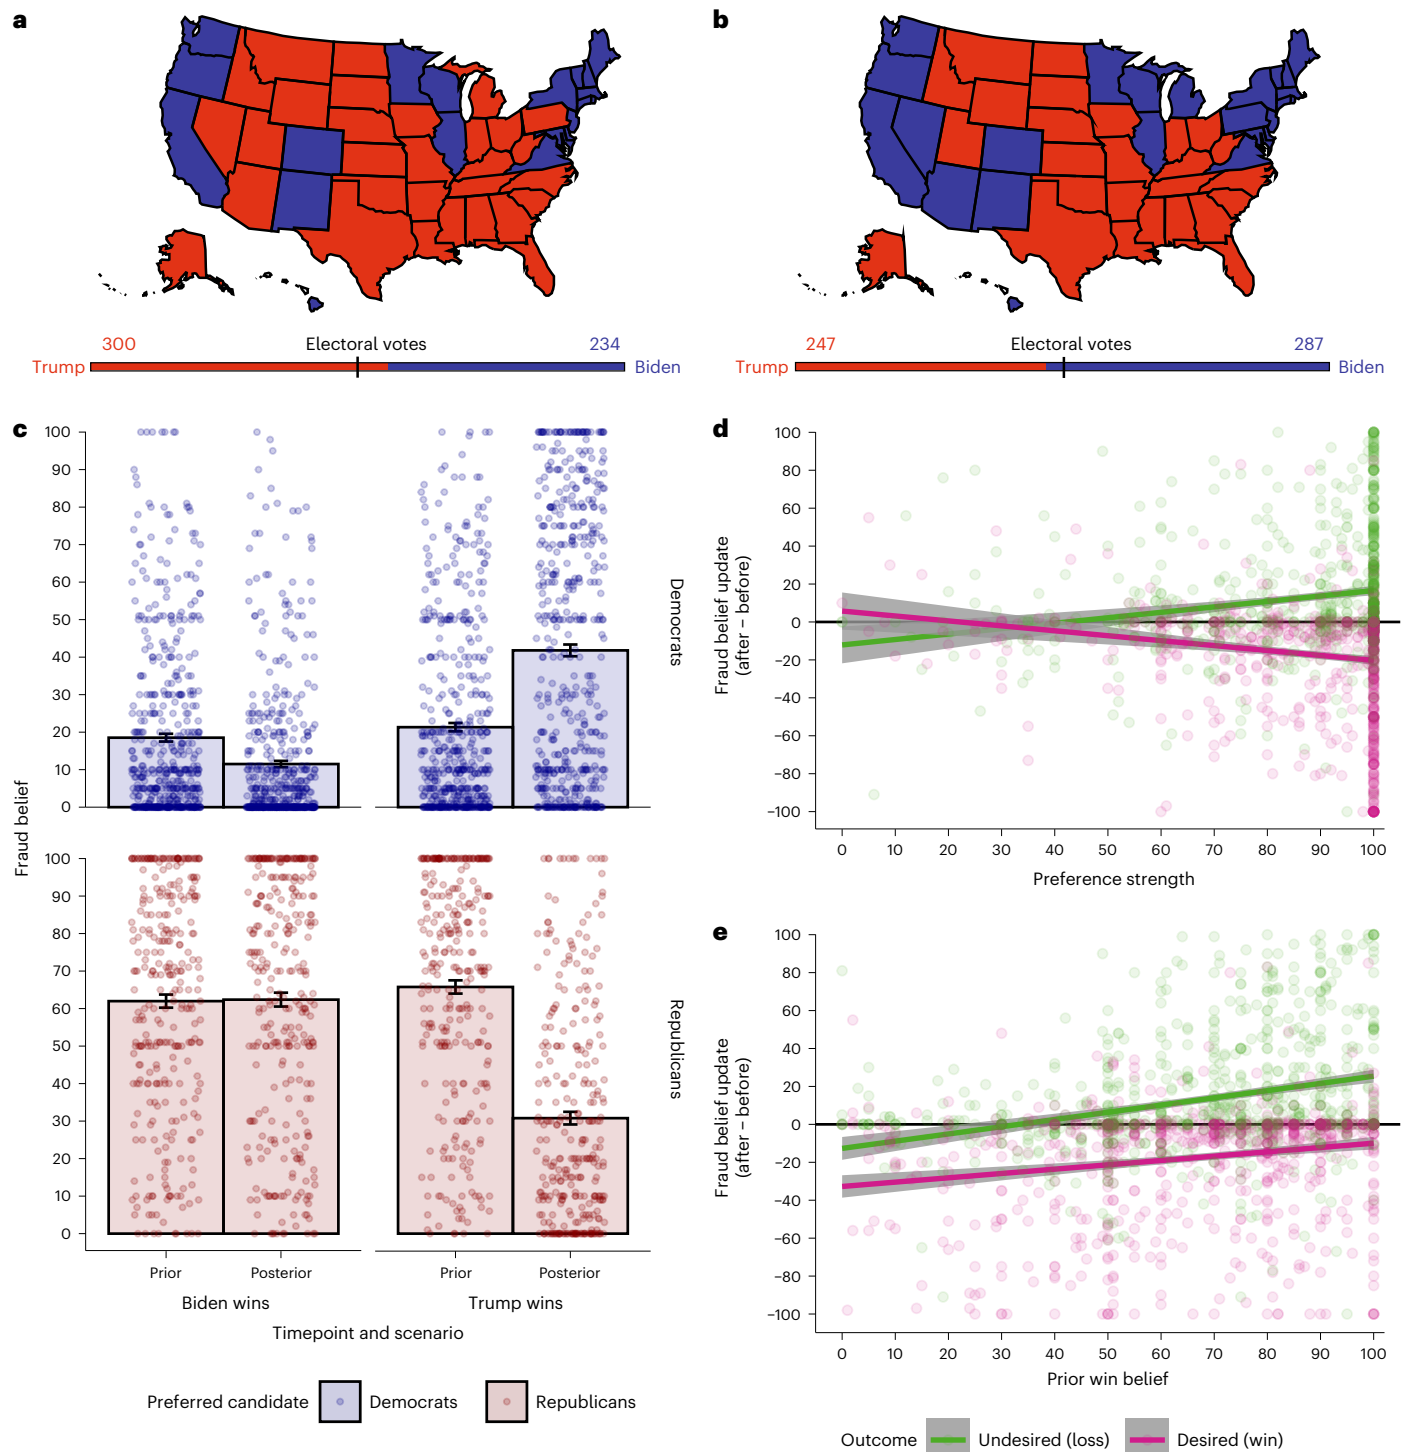 a
b
300 Electoral votes 234
Trump Biden
247 Electoral votes 287
Trump Biden
c
Fraud belief
100
90
80
70
60
50
40
30
20
10
0
Democrats
100
90
80
70
60
50
40
30
20
10
0
Republicans
Prior Posterior Prior Posterior
Biden wins Trump wins
Timepoint and scenario
Preferred candidate Democrats Republicans
d
Fraud belief update
(after – before)
100
80
60
40
20
0
–20
–40
–60
–80
–100
0 10 20 30 40 50 60 70 80 90 100
Preference strength
e
Fraud belief update
(after – before)
100
80
60
40
20
0
–20
–40
–60
–80
–100
0 10 20 30 40 50 60 70 80 90 100
Prior win belief
Outcome Undesired (loss) Desired (win)